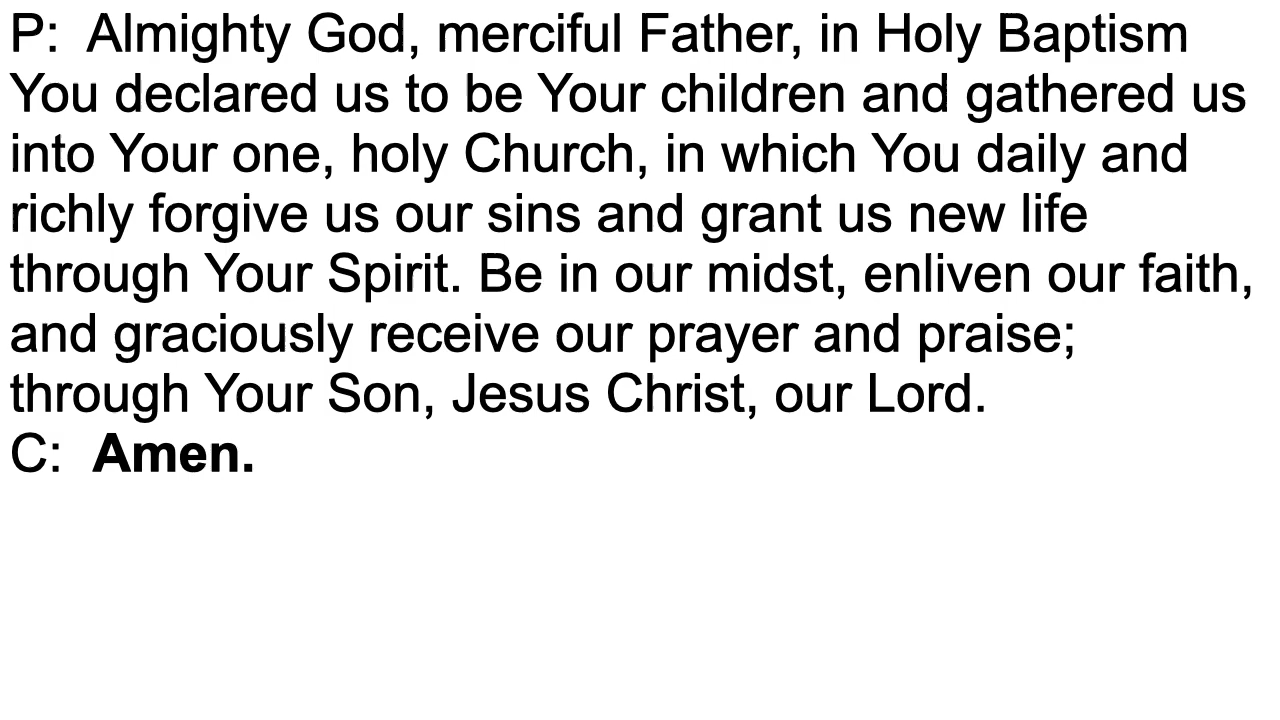 P:  Almighty God, merciful Father, in Holy Baptism
You declared us to be Your children and gathered us
into Your one, holy Church, in which You daily and
richly forgive us our sins and grant us new life
through Your Spirit. Be in our midst, enliven our faith,
and graciously receive our prayer and praise;
through Your Son, Jesus Christ, our Lord.
C:  Amen.